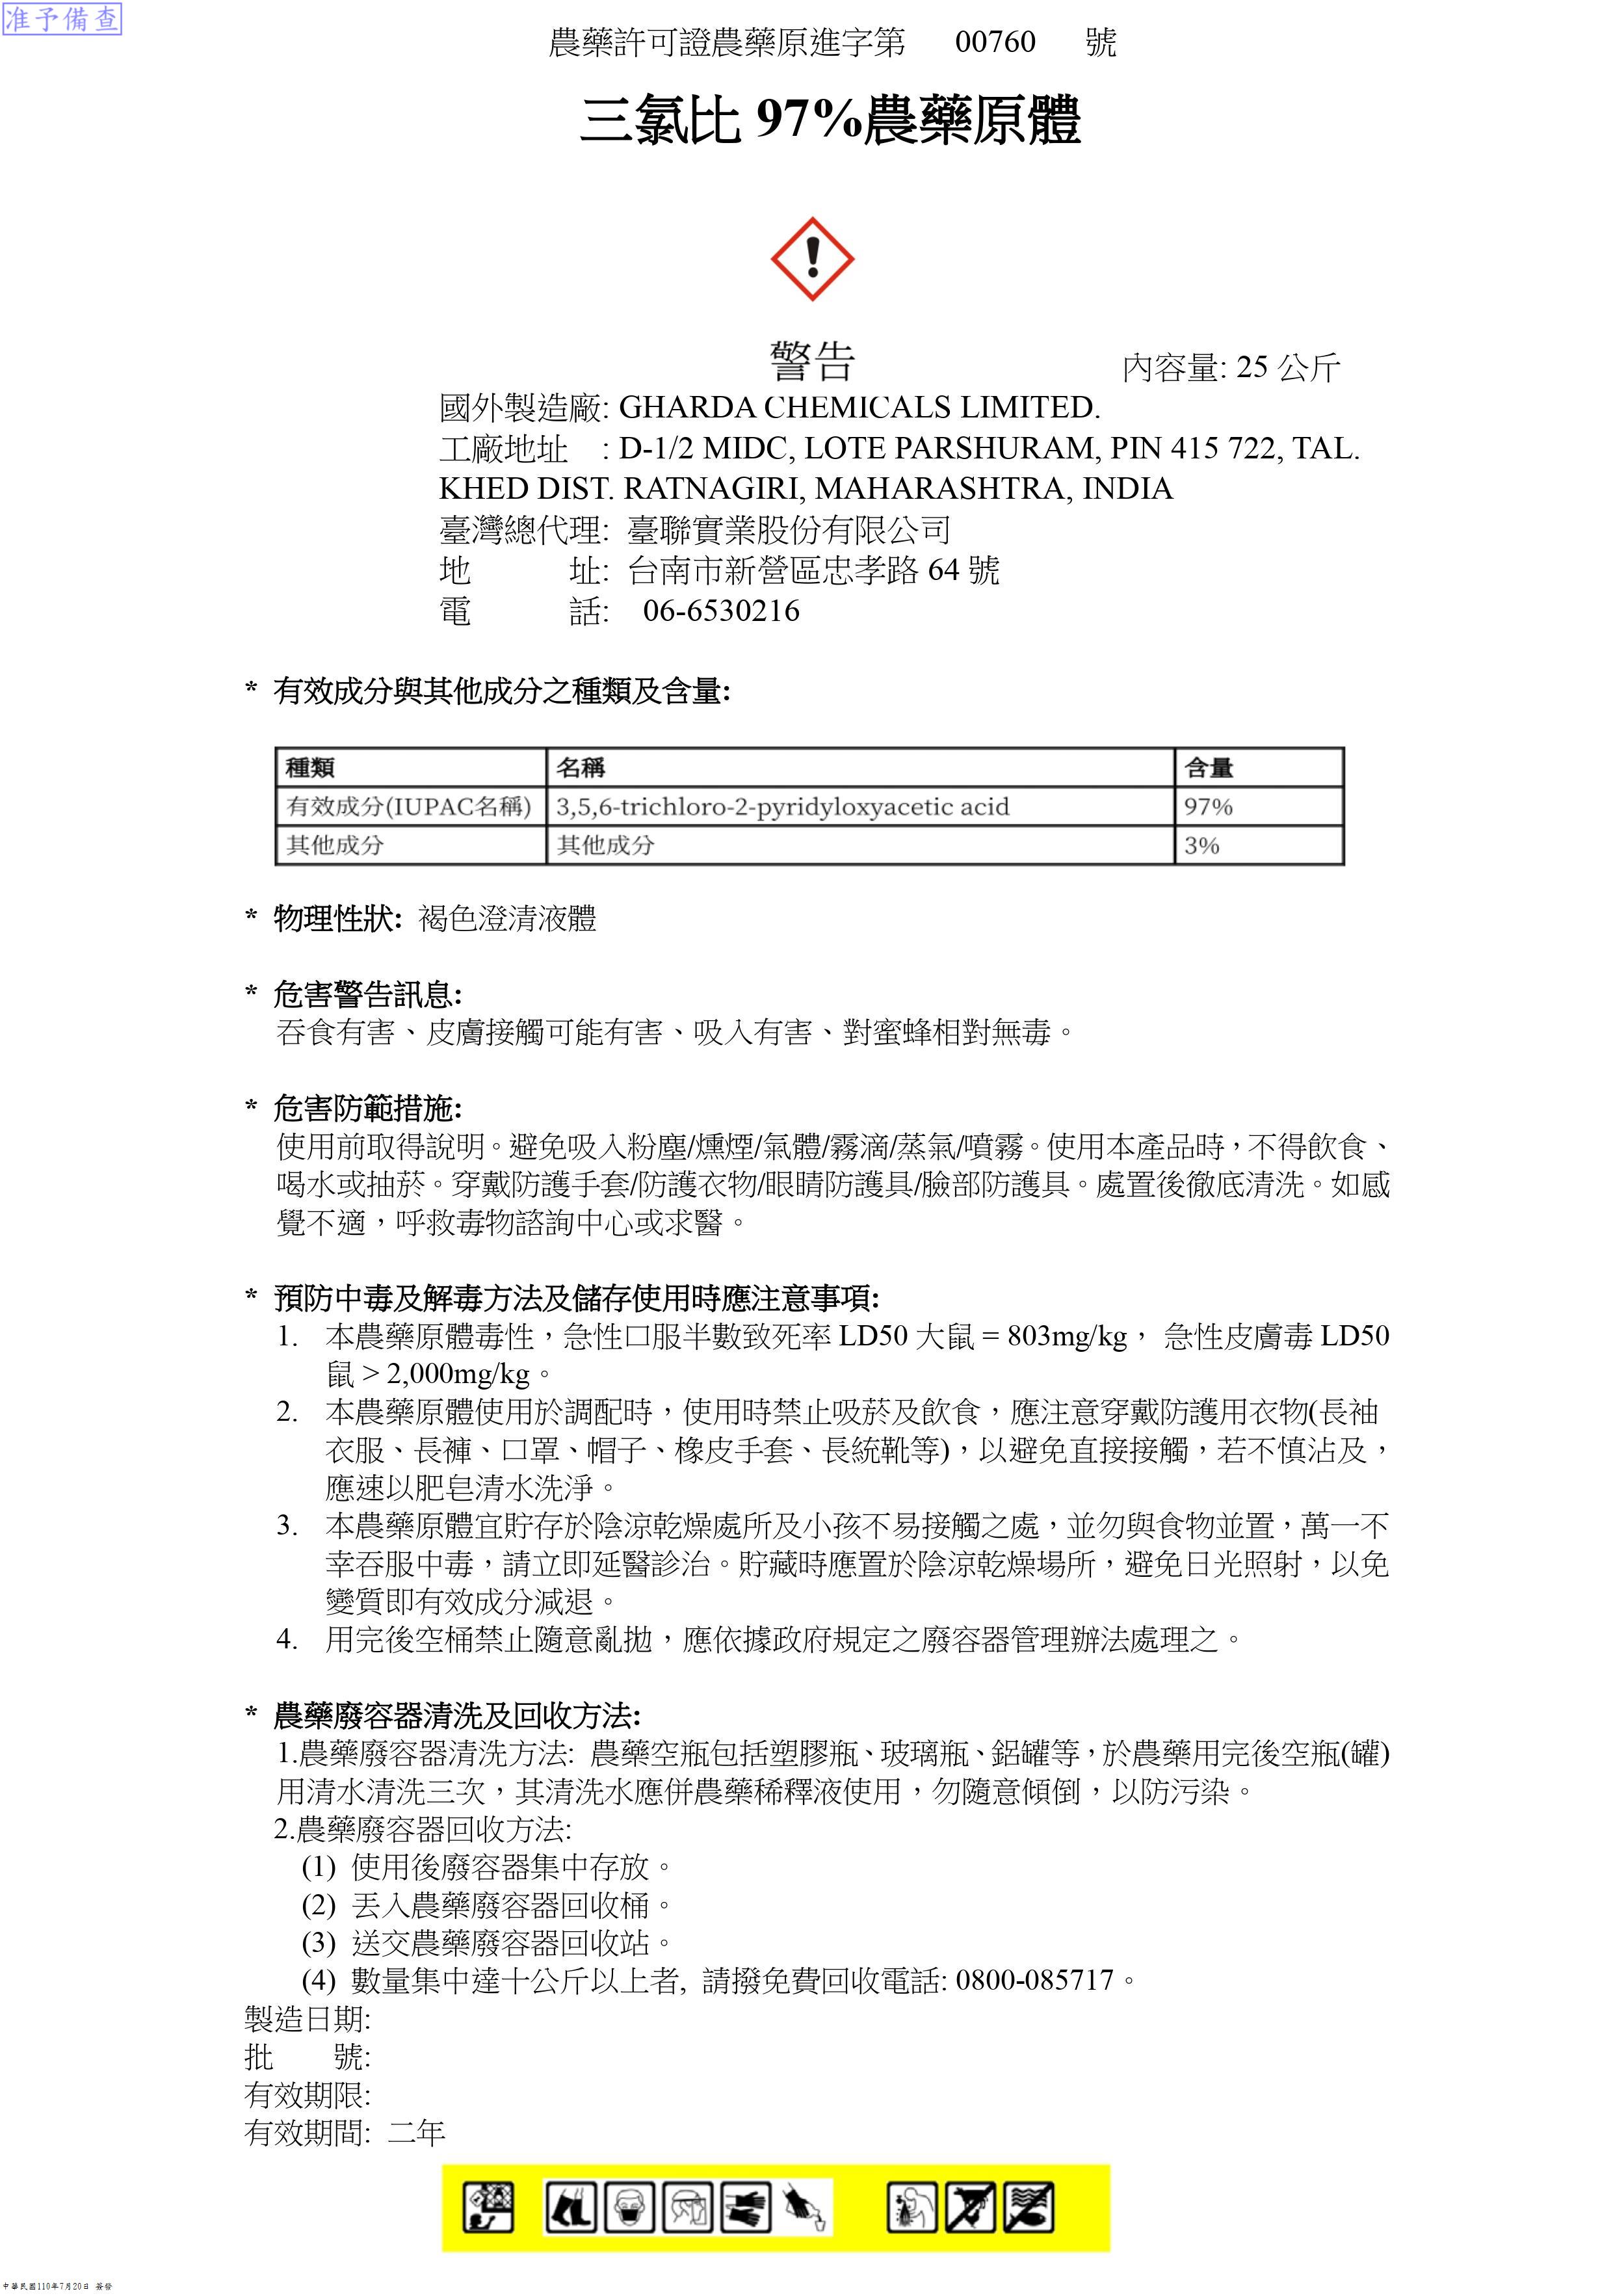 准予備查
農藥許可證農藥原進字第 00760 號
三氯比 97%農藥原體
警告
內容量: 25 公斤
國外製造廠: GHARDA CHEMICALS LIMITED.
工廠地址 : D-1/2 MIDC, LOTE PARSHURAM, PIN 415 722, TAL.
KHED DIST. RATNAGIRI, MAHARASHTRA, INDIA
臺灣總代理: 臺聯實業股份有限公司
地 址: 台南市新營區忠孝路 64 號
電 話: 06-6530216
* 有效成分與其他成分之種類及含量:
種類 名稱 含量
有效成分(IUPAC名稱) 3,5,6-trichloro-2-pyridyloxyacetic acid 97%
其他成分 其他成分 3%
* 物理性狀: 褐色澄清液體
* 危害警告訊息:
吞食有害、皮膚接觸可能有害、吸入有害、對蜜蜂相對無毒。
* 危害防範措施:
使用前取得說明。避免吸入粉塵/燻煙/氣體/霧滴/蒸氣/噴霧。使用本產品時，不得飲食、
喝水或抽菸。穿戴防護手套/防護衣物/眼睛防護具/臉部防護具。處置後徹底清洗。如感
覺不適，呼救毒物諮詢中心或求醫。
* 預防中毒及解毒方法及儲存使用時應注意事項:
1. 本農藥原體毒性，急性口服半數致死率 LD50 大鼠 = 803mg/kg， 急性皮膚毒 LD50
鼠 > 2,000mg/kg。
2. 本農藥原體使用於調配時，使用時禁止吸菸及飲食，應注意穿戴防護用衣物(長袖
衣服、長褲、口罩、帽子、橡皮手套、長統靴等)，以避免直接接觸，若不慎沾及，
應速以肥皂清水洗淨。
3. 本農藥原體宜貯存於陰涼乾燥處所及小孩不易接觸之處，並勿與食物並置，萬一不
幸吞服中毒，請立即延醫診治。貯藏時應置於陰涼乾燥場所，避免日光照射，以免
變質即有效成分減退。
4. 用完後空桶禁止隨意亂拋，應依據政府規定之廢容器管理辦法處理之。
* 農藥廢容器清洗及回收方法:
1.農藥廢容器清洗方法: 農藥空瓶包括塑膠瓶、玻璃瓶、鋁罐等，於農藥用完後空瓶(罐)
用清水清洗三次，其清洗水應併農藥稀釋液使用，勿隨意傾倒，以防污染。
2.農藥廢容器回收方法:
(1) 使用後廢容器集中存放。
(2) 丟入農藥廢容器回收桶。
(3) 送交農藥廢容器回收站。
(4) 數量集中達十公斤以上者, 請撥免費回收電話: 0800-085717。
製造日期:
批 號:
有效期限:
有效期間: 二年
中華民國110年7月20日 簽發